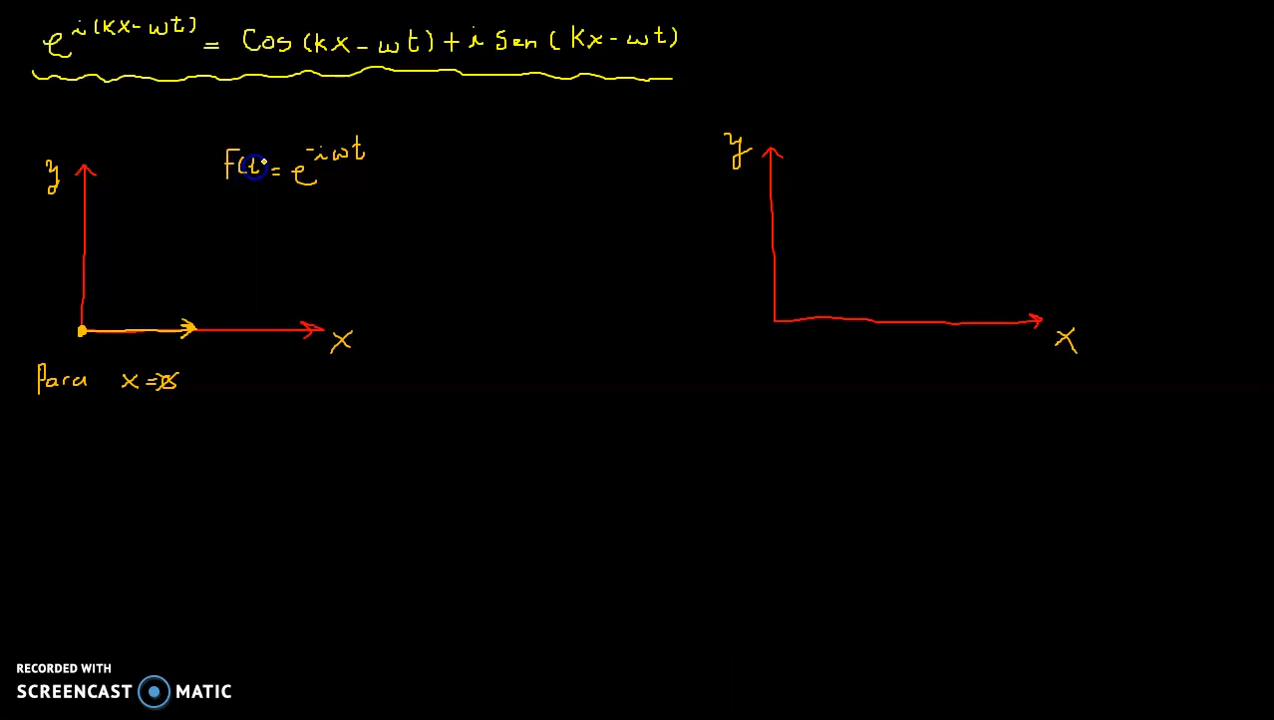 e^{i(kx-ωt)} = Cos(kx-ωt)+i Sen(kx-ωt)
y
F(t = e^{-iωt}
x
Para x=
y
x
RECORDED WITH
SCREENCAST MATIC